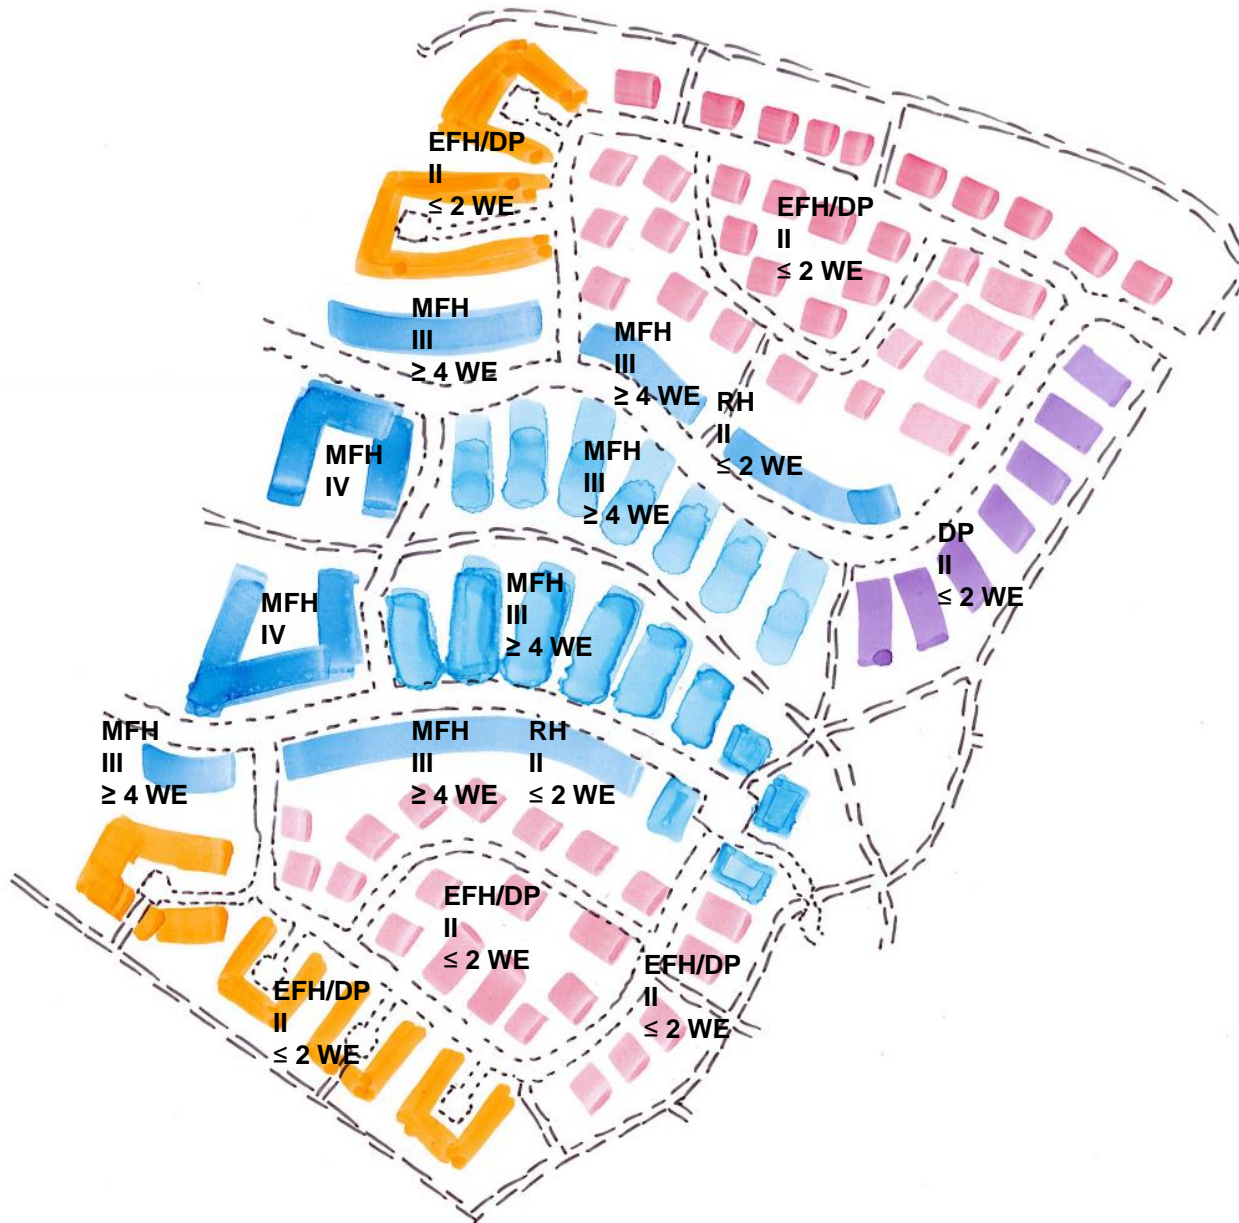 EFH/DP
II
≤ 2 WE
EFH/DP
II
≤ 2 WE
MFH
III
≥ 4 WE
MFH
III
≥ 4 WE
RH
II
≤ 2 WE
MFH
IV
MFH
III
≥ 4 WE
DP
II
≤ 2 WE
MFH
IV
MFH
III
≥ 4 WE
MFH
III
≥ 4 WE
MFH
III
≥ 4 WE
RH
II
≤ 2 WE
EFH/DP
II
≤ 2 WE
EFH/DP
II
≤ 2 WE
EFH/DP
II
≤ 2 WE